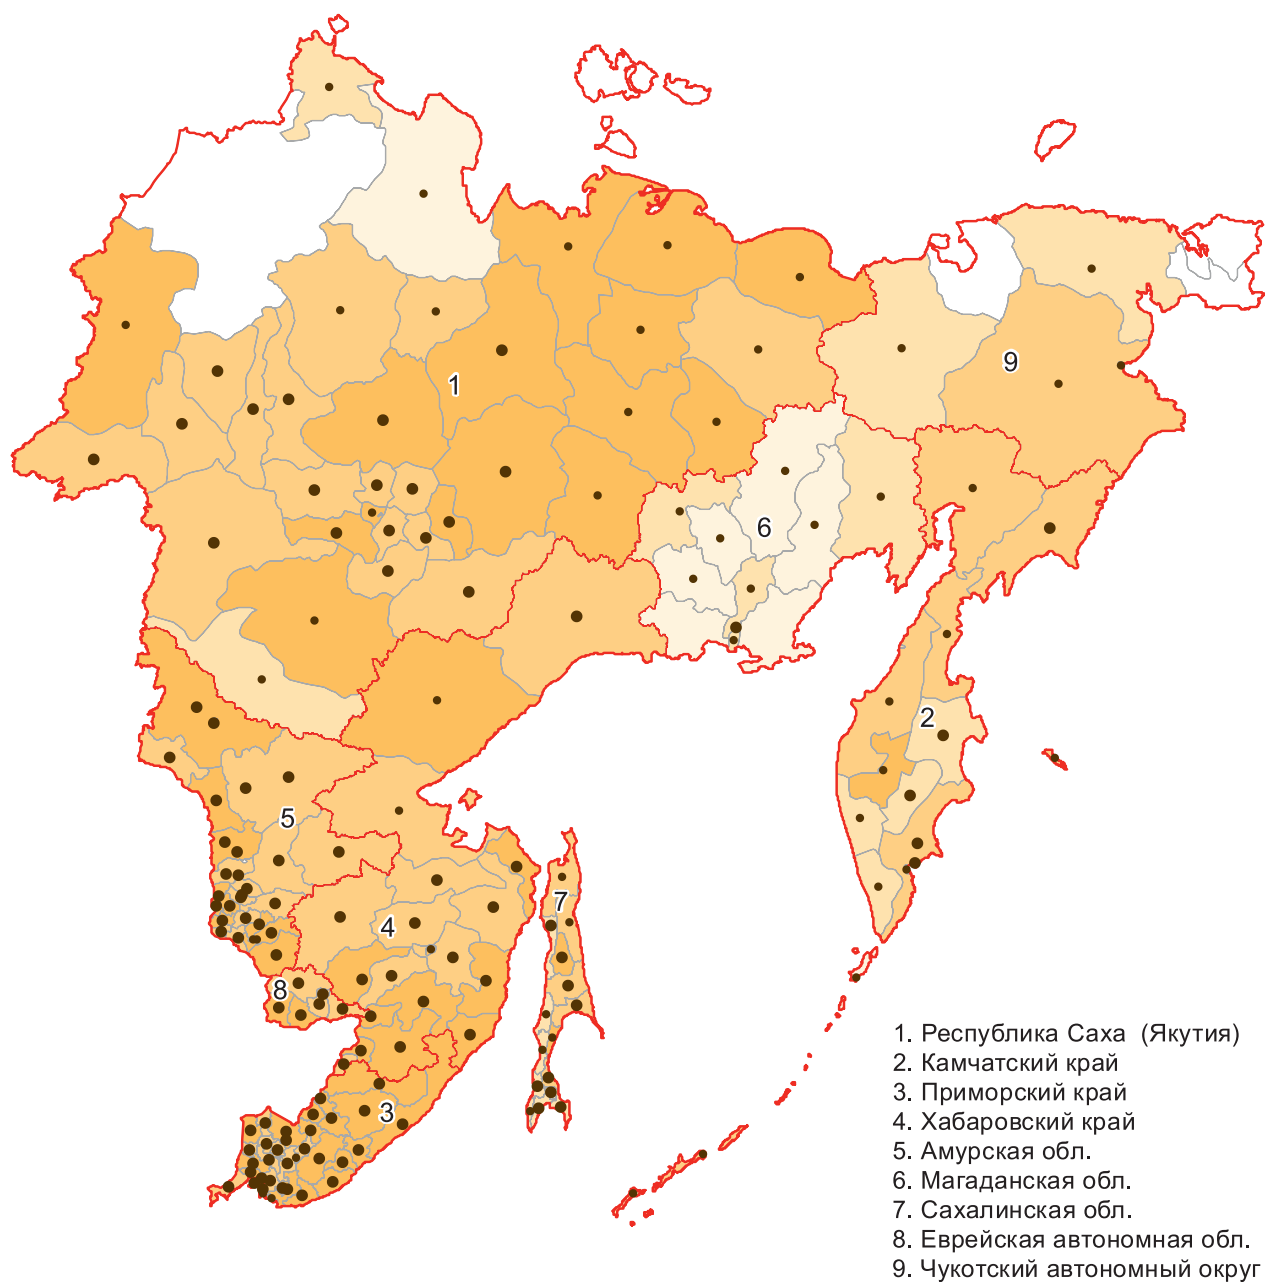 1
9
6
2
5
7
4
8
3
1. Республика Саха (Якутия)
2. Камчатский край
3. Приморский край
4. Хабаровский край
5. Амурская обл.
6. Магаданская обл.
7. Сахалинская обл.
8. Еврейская автономная обл.
9. Чукотский автономный округ